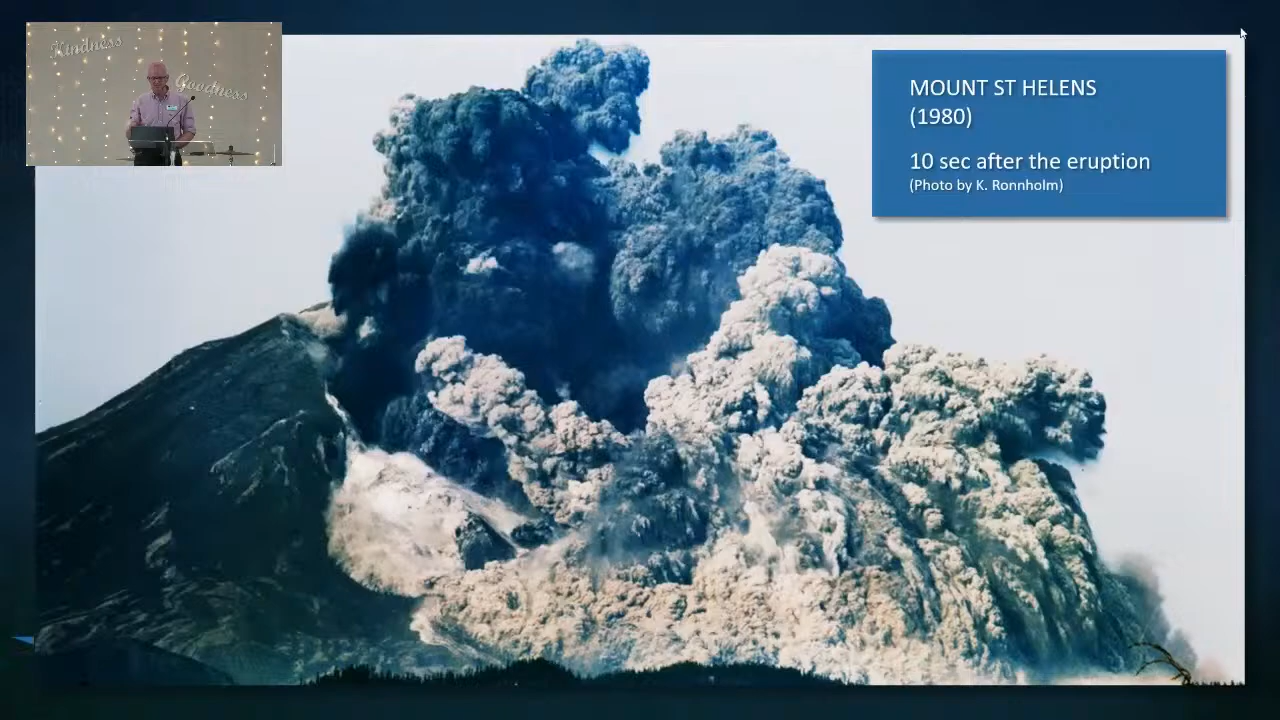 Kindness
Goodness
MOUNT ST HELENS
(1980)
10 sec after the eruption
(Photo by K. Ronnholm)